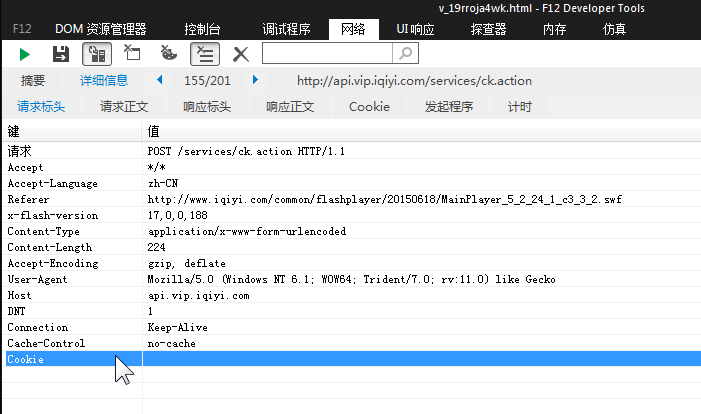 v_19rroja4wk.html - F12 Developer Tools
F12 DOM 资源管理器 控制台 调试程序 网络 UI 响应 探查器 内存 仿真
摘要 详细信息 155/201 http://api.vip.iqiyi.com/services/ck.action
请求标头 请求正文 响应标头 响应正文 Cookie 发起程序 计时
键 值
请求 POST /services/ck.action HTTP/1.1
Accept */*
Accept-Language zh-CN
Referer http://www.iqiyi.com/common/flashplayer/20150618/MainPlayer_5_2_24_1_c3_3_2.swf
x-flash-version 17,0,0,188
Content-Type application/x-www-form-urlencoded
Content-Length 224
Accept-Encoding gzip, deflate
User-Agent Mozilla/5.0 (Windows NT 6.1; WOW64; Trident/7.0; rv:11.0) like Gecko
Host api.vip.iqiyi.com
DNT 1
Connection Keep-Alive
Cache-Control no-cache
Cookie